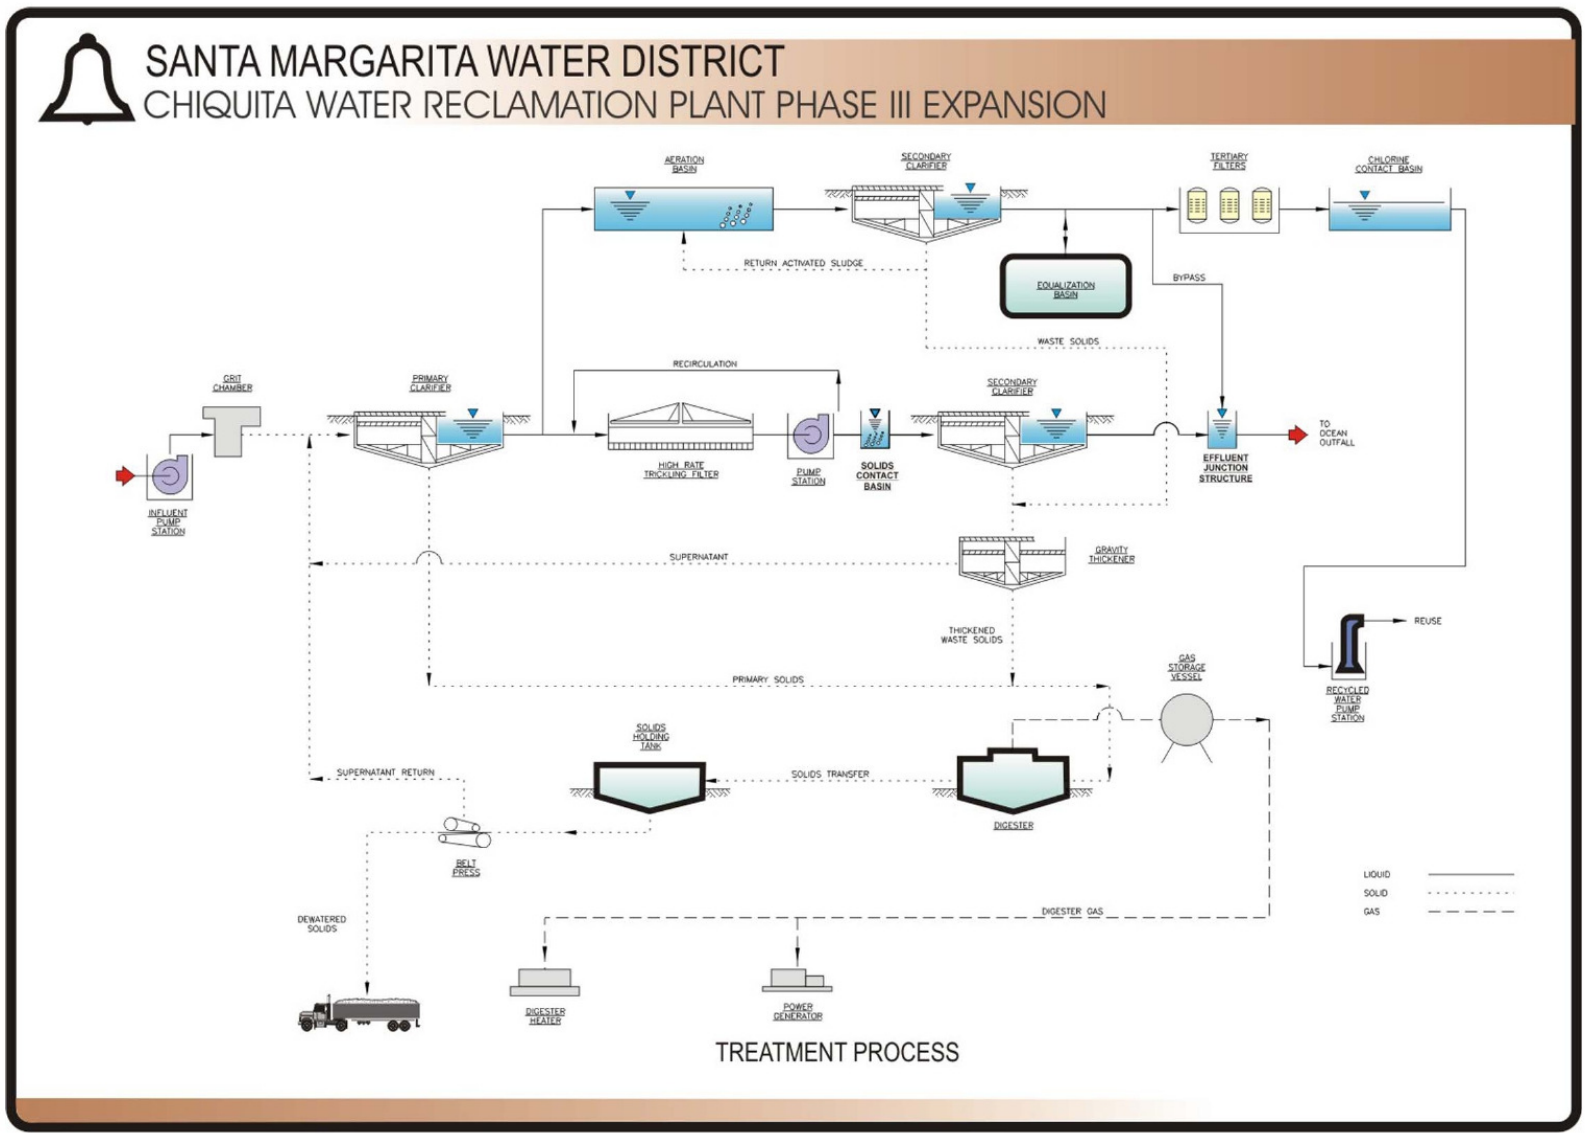 SANTA MARGARITA WATER DISTRICT
CHIQUITA WATER RECLAMATION PLANT PHASE III EXPANSION
AERATION
BASIN
SECONDARY
CLARIFIER
TERTIARY
FILTERS
CHLORINE
CONTACT BASIN
RETURN ACTIVATED SLUDGE
EQUALIZATION
BASIN
BYPASS
WASTE SOLIDS
GRIT
CHAMBER
PRIMARY
CLARIFIER
RECIRCULATION
SECONDARY
CLARIFIER
INFLUENT
PUMP
STATION
HIGH RATE
TRICKLING FILTER
PUMP
STATION
SOLIDS
CONTACT
BASIN
EFFLUENT
JUNCTION
STRUCTURE
TO
OCEAN
OUTFALL
SUPERNATANT
GRAVITY
THICKENER
THICKENED
WASTE SOLIDS
REUSE
RECYCLED
WATER
PUMP
STATION
PRIMARY SOLIDS
GAS
STORAGE
VESSEL
SOLIDS
HOLDING
TANK
SUPERNATANT RETURN
SOLIDS TRANSFER
DIGESTER
BELT
PRESS
DEWATERED
SOLIDS
DIGESTER GAS
LIQUID
SOLID
GAS
DIGESTER
HEATER
POWER
GENERATOR
TREATMENT PROCESS